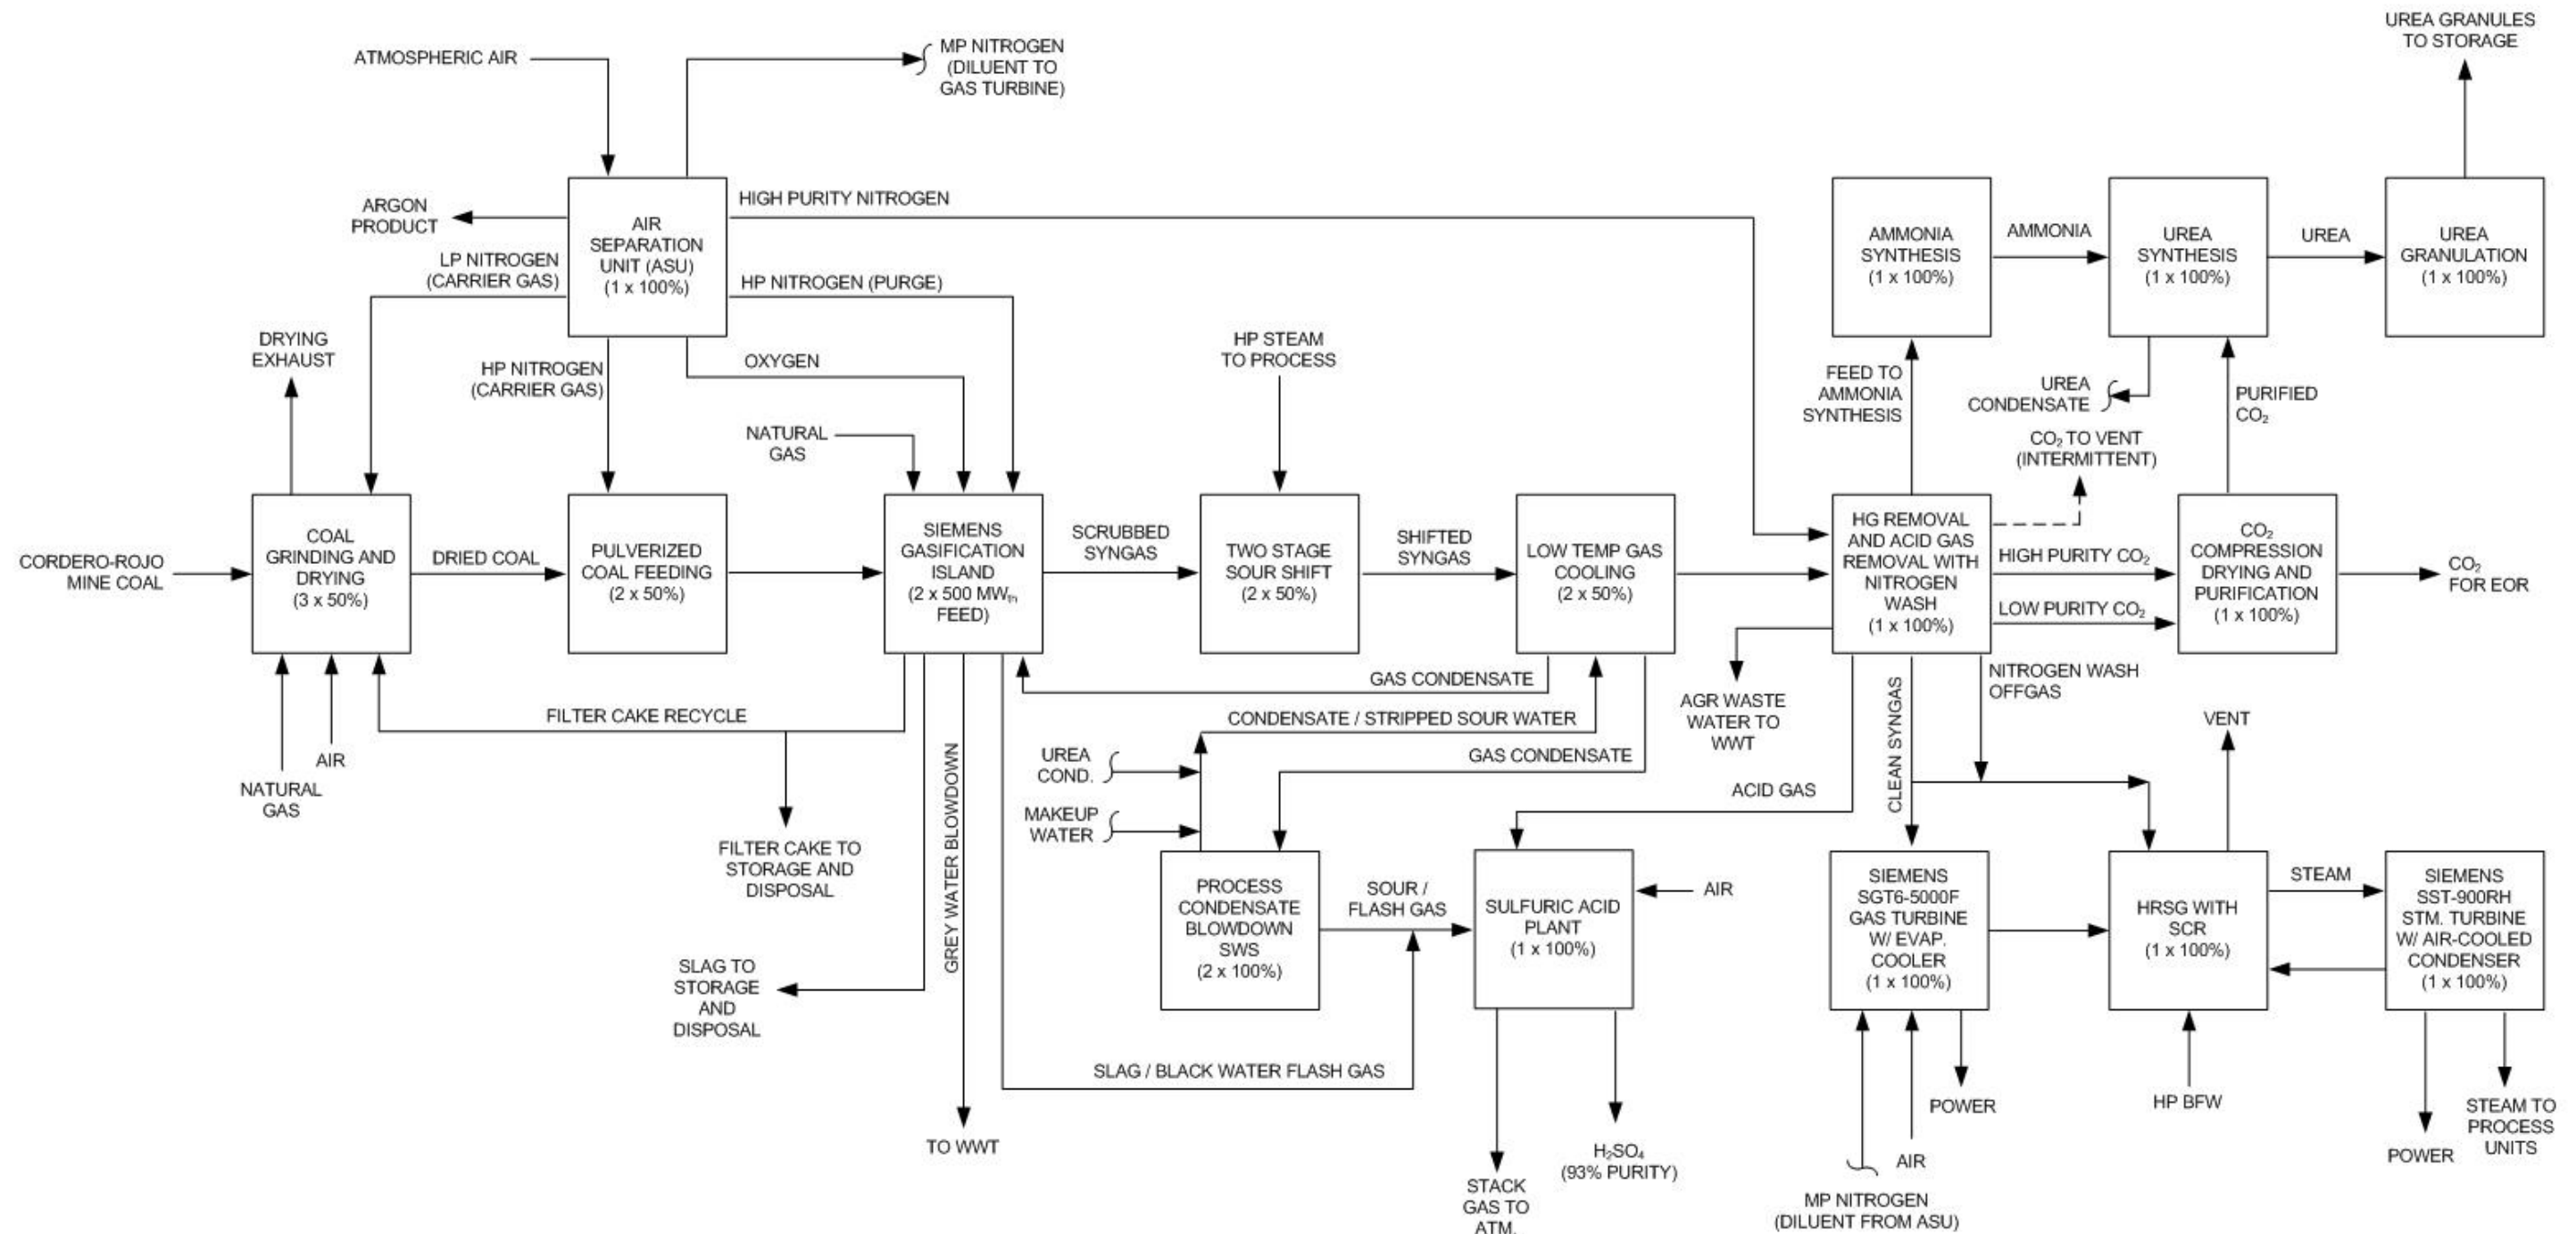 UREA GRANULES
TO STORAGE
ATMOSPHERIC AIR
MP NITROGEN
(DILUENT TO
GAS TURBINE)
ARGON
PRODUCT
HIGH PURITY NITROGEN
AIR
SEPARATION
UNIT (ASU)
(1 x 100%)
LP NITROGEN
(CARRIER GAS)
HP NITROGEN (PURGE)
AMMONIA
SYNTHESIS
(1 x 100%)
AMMONIA
UREA
SYNTHESIS
(1 x 100%)
UREA
UREA
GRANULATION
(1 x 100%)
DRYING
EXHAUST
HP NITROGEN
(CARRIER GAS)
OXYGEN
NATURAL
GAS
HP STEAM
TO PROCESS
FEED TO
AMMONIA
SYNTHESIS
UREA
CONDENSATE
PURIFIED
CO₂
CO₂ TO VENT
(INTERMITTENT)
CORDERO-ROJO
MINE COAL
COAL
GRINDING AND
DRYING
(3 x 50%)
DRIED COAL
PULVERIZED
COAL FEEDING
(2 x 50%)
SIEMENS
GASIFICATION
ISLAND
(2 x 500 MWₜₕ
FEED)
SCRUBBED
SYNGAS
TWO STAGE
SOUR SHIFT
(2 x 50%)
SHIFTED
SYNGAS
LOW TEMP GAS
COOLING
(2 x 50%)
HG REMOVAL
AND ACID GAS
REMOVAL WITH
NITROGEN
WASH
(1 x 100%)
HIGH PURITY CO₂
LOW PURITY CO₂
CO₂
COMPRESSION
DRYING AND
PURIFICATION
(1 x 100%)
CO₂
FOR EOR
GAS CONDENSATE
FILTER CAKE RECYCLE
CONDENSATE / STRIPPED SOUR WATER
GAS CONDENSATE
AGR WASTE
WATER TO
WWT
NITROGEN WASH
OFFGAS
CLEAN SYNGAS
VENT
NATURAL
GAS
AIR
UREA
COND.
MAKEUP
WATER
ACID GAS
FILTER CAKE TO
STORAGE AND
DISPOSAL
GREY WATER BLOWDOWN
PROCESS
CONDENSATE
BLOWDOWN
SWS
(2 x 100%)
SOUR /
FLASH GAS
SULFURIC ACID
PLANT
(1 x 100%)
AIR
SIEMENS
SGT6-5000F
GAS TURBINE
W/ EVAP.
COOLER
(1 x 100%)
HRSG WITH
SCR
(1 x 100%)
STEAM
SIEMENS
SST-900RH
STM. TURBINE
W/ AIR-COOLED
CONDENSER
(1 x 100%)
SLAG TO
STORAGE
AND
DISPOSAL
SLAG / BLACK WATER FLASH GAS
TO WWT
STACK
GAS TO
ATM.
H₂SO₄
(93% PURITY)
MP NITROGEN
(DILUENT FROM ASU)
AIR
POWER
HP BFW
POWER
STEAM TO
PROCESS
UNITS